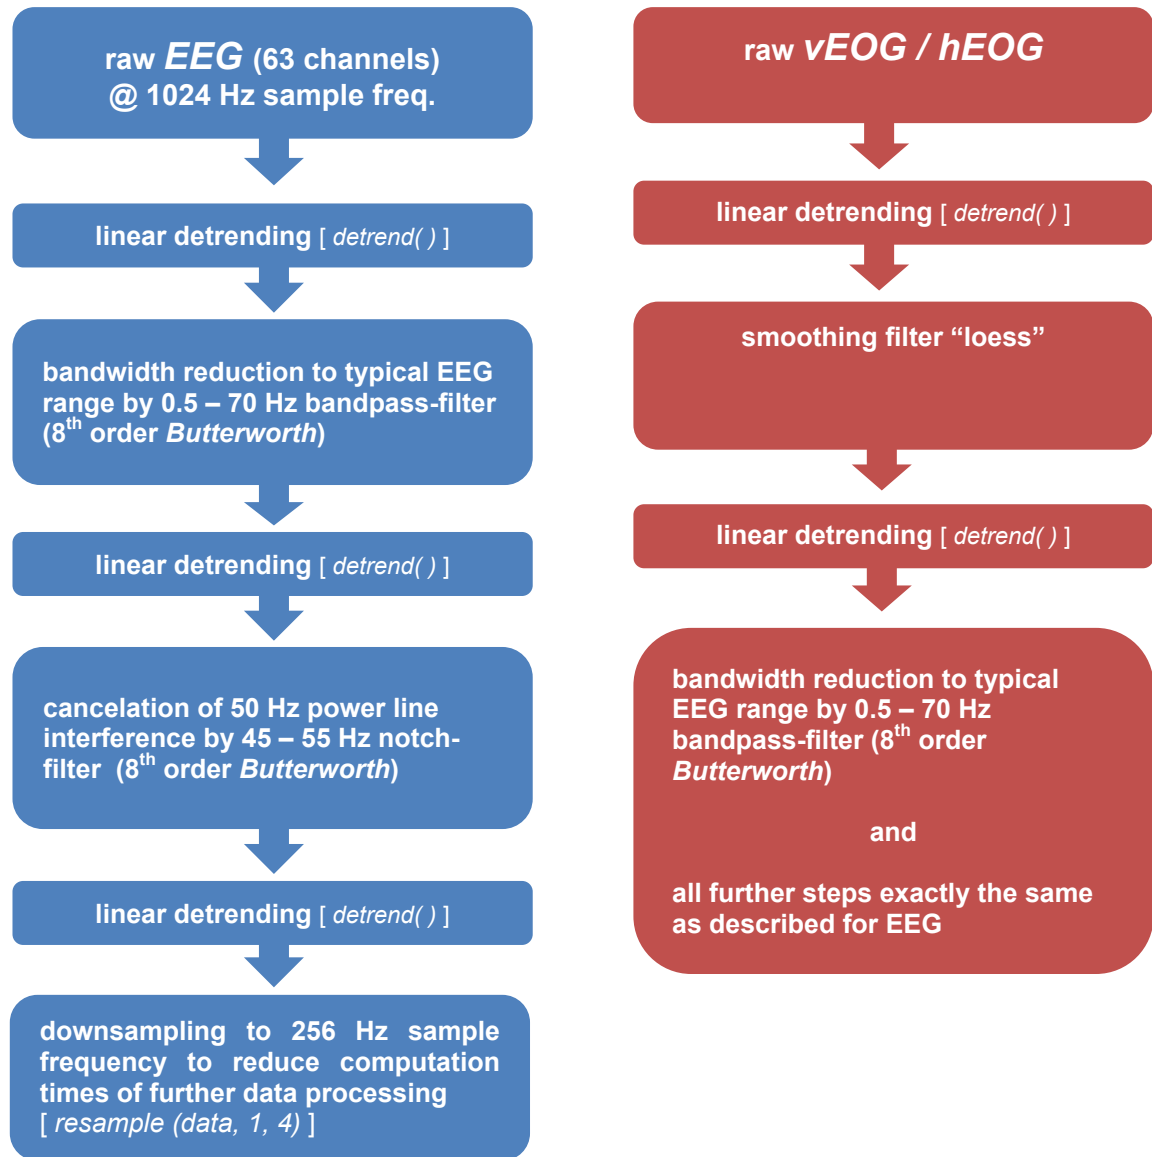 raw EEG (63 channels)
@ 1024 Hz sample freq.
linear detrending [ detrend( ) ]
bandwidth reduction to typical EEG
range by 0.5 – 70 Hz bandpass-filter
(8th order Butterworth)
linear detrending [ detrend( ) ]
cancelation of 50 Hz power line
interference by 45 – 55 Hz notch-
filter (8th order Butterworth)
linear detrending [ detrend( ) ]
downsampling to 256 Hz sample
frequency to reduce computation
times of further data processing
[ resample (data, 1, 4) ]
raw vEOG / hEOG
linear detrending [ detrend( ) ]
smoothing filter “loess”
linear detrending [ detrend( ) ]
bandwidth reduction to typical
EEG range by 0.5 – 70 Hz
bandpass-filter (8th order
Butterworth)
and
all further steps exactly the same
as described for EEG